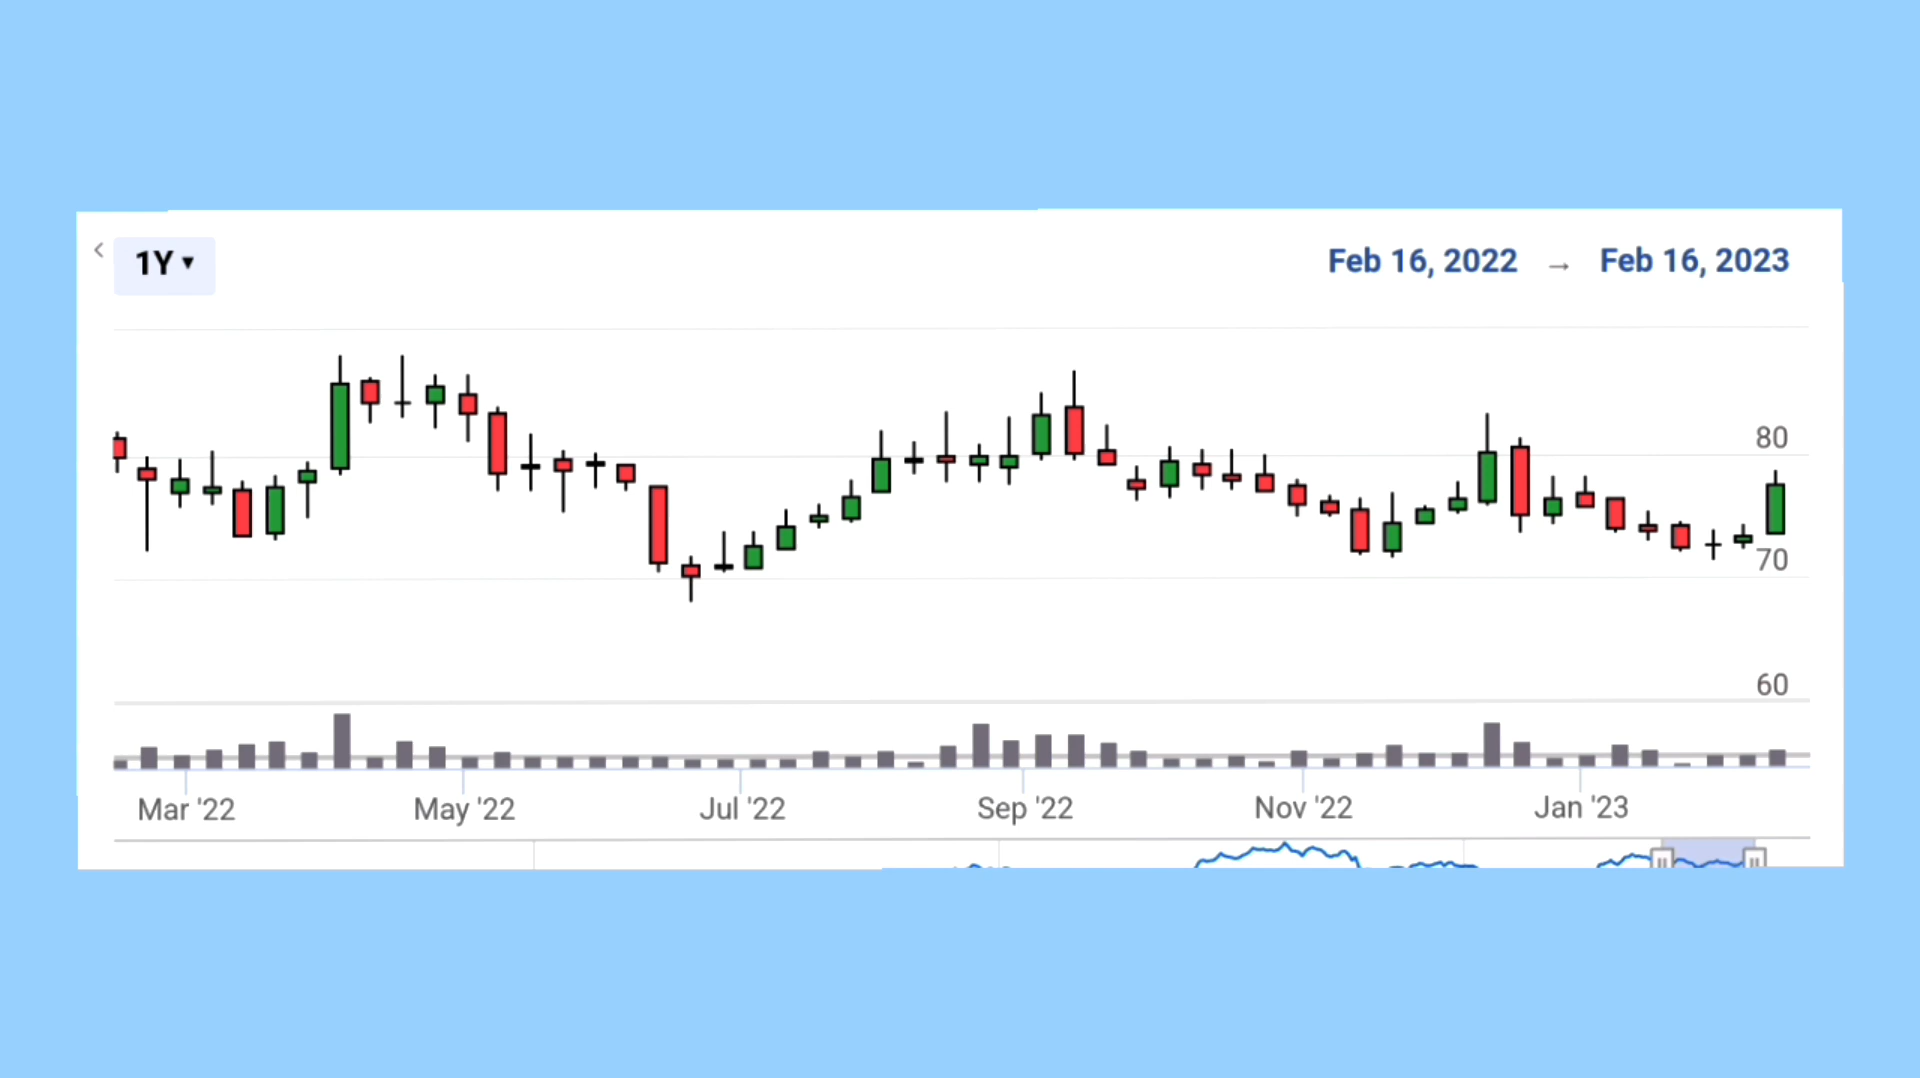 1Y ▾
Feb 16, 2022 → Feb 16, 2023
80
70
60
Mar '22 May '22 Jul '22 Sep '22 Nov '22 Jan '23